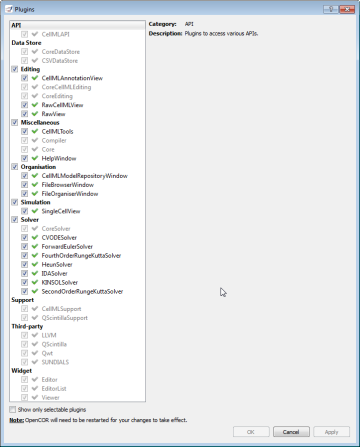 Plugins
API
CellMLAPI
Data Store
CoreDataStore
CSVDataStore
Editing
CellMLAnnotationView
CoreCellMLEditing
CoreEditing
RawCellMLView
RawView
Miscellaneous
CellMLTools
Compiler
Core
HelpWindow
Organisation
CellMLModelRepositoryWindow
FileBrowserWindow
FileOrganiserWindow
Simulation
SingleCellView
Solver
CoreSolver
CVODESolver
ForwardEulerSolver
FourthOrderRungeKuttaSolver
HeunSolver
IDASolver
KINSOLSolver
SecondOrderRungeKuttaSolver
Support
CellMLSupport
QScintillaSupport
Third-party
LLVM
QScintilla
Qwt
SUNDIALS
Widget
Editor
EditorList
Viewer
Category: API
Description: Plugins to access various APIs.
Show only selectable plugins
Note: OpenCOR will need to be restarted for your changes to take effect.
OK Cancel Apply